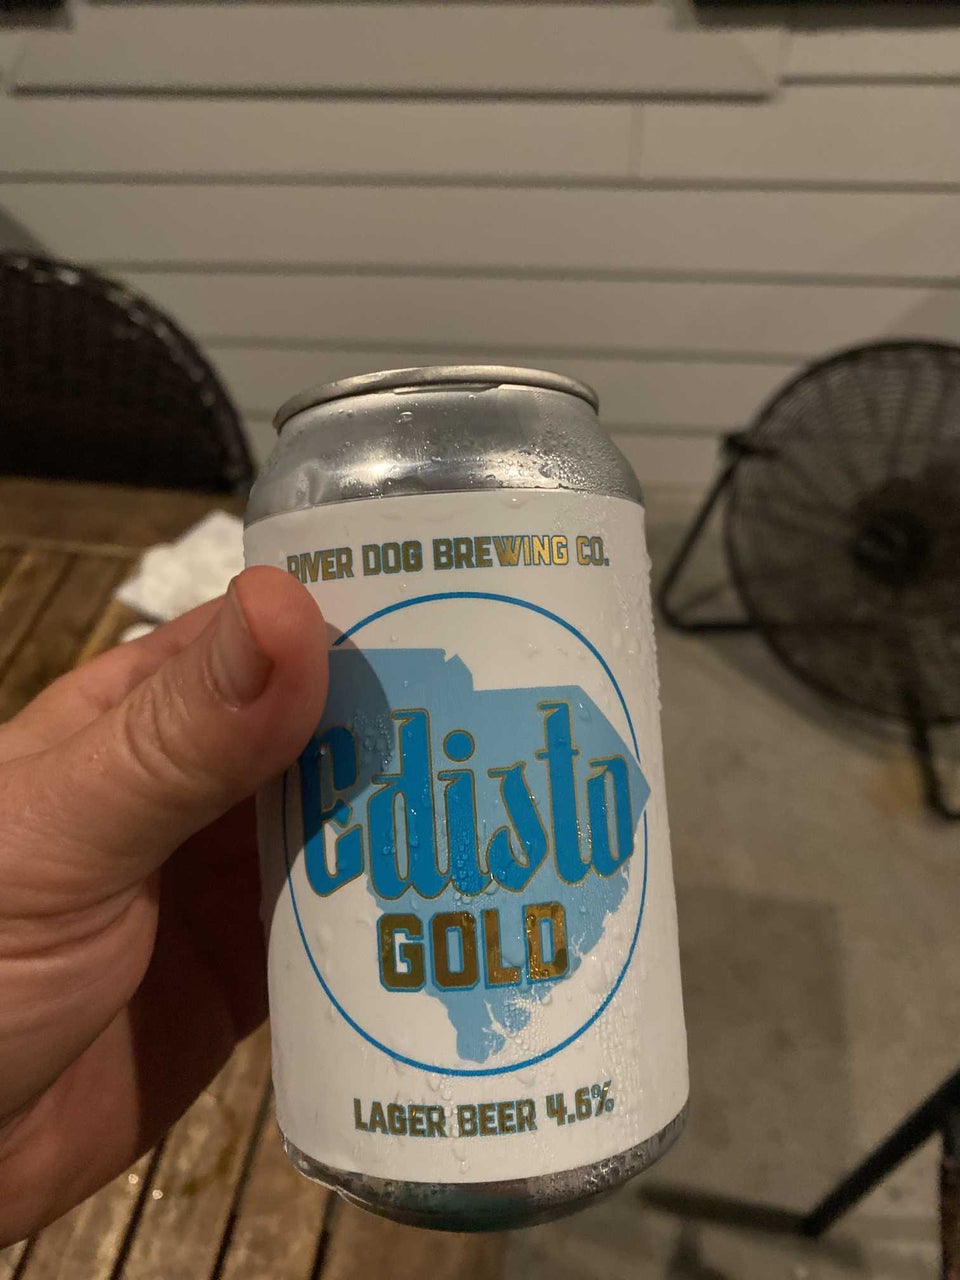 RIVER DOG BREWING CO.
Edisto
GOLD
LAGER BEER 4.6%